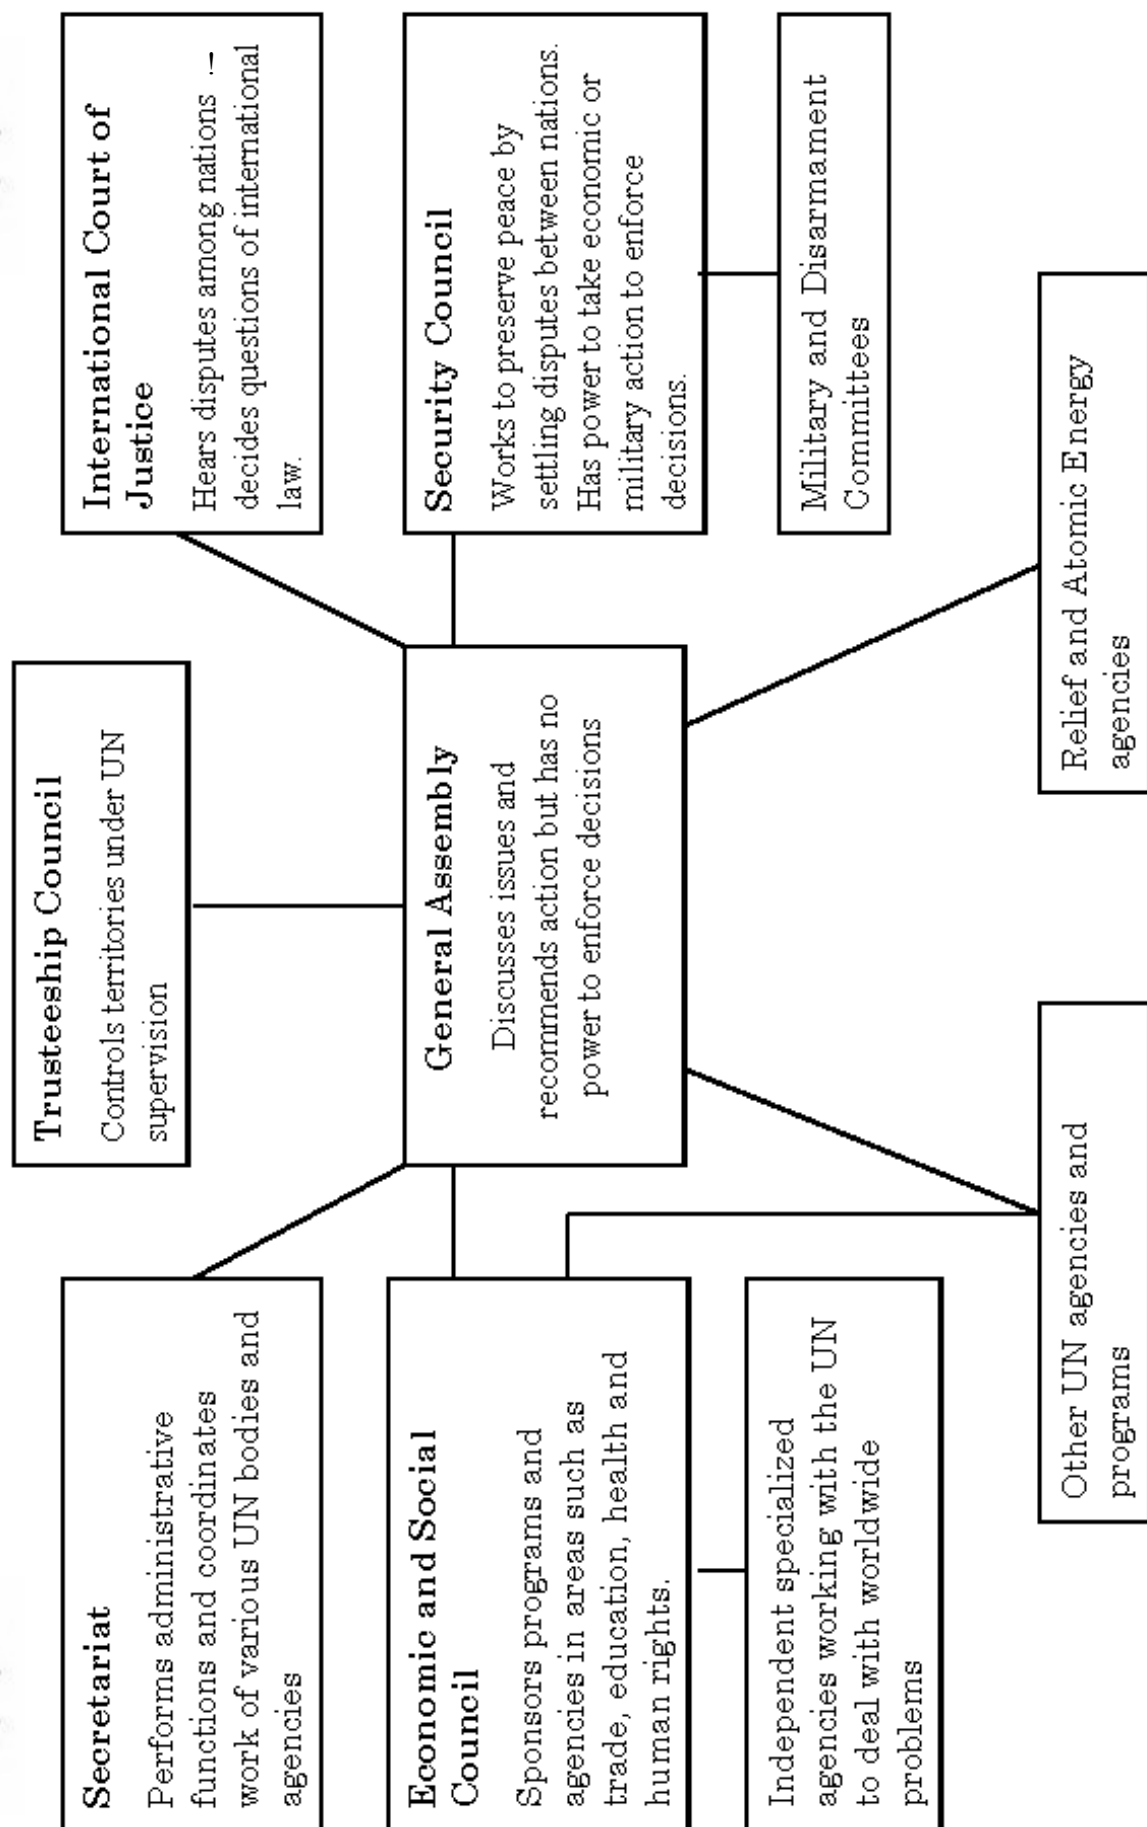 Secretariat
Performs administrative
functions and coordinates
work of various UN bodies and
agencies
Trusteeship Council
Controls territories under UN
supervision
International Court of
Justice
Hears disputes among nations
decides questions of international
law.
Economic and Social
Council
Sponsors programs and
agencies in areas such as
trade, education, health and
human rights.
General Assembly
Discusses issues and
recommends action but has no
power to enforce decisions
Security Council
Works to preserve peace by
settling disputes between nations.
Has power to take economic or
military action to enforce
decisions.
Independent specialized
agencies working with the UN
to deal with worldwide
problems
Military and Disarmament
Committees
Other UN agencies and
programs
Relief and Atomic Energy
agencies